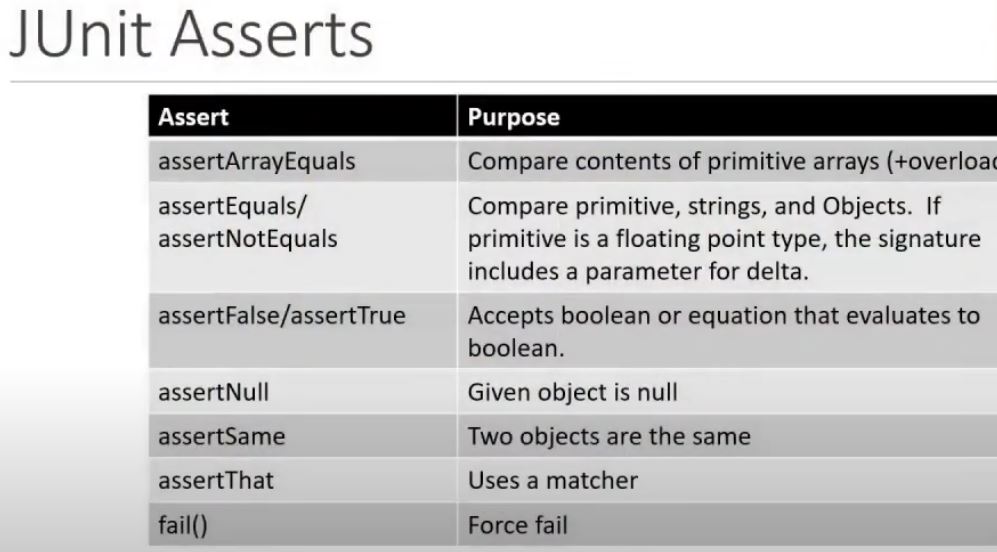 JUnit Asserts
Assert Purpose
assertArrayEquals Compare contents of primitive arrays
assertEquals/ Compare primitive, strings, and Objects. If
assertNotEquals primitive is a floating point type, the signature
includes a parameter for delta.
assertFalse/assertTrue Accepts boolean or equation that evaluates to
boolean.
assertNull Given object is null
assertSame Two objects are the same
assertThat Uses a matcher
fail() Force fail